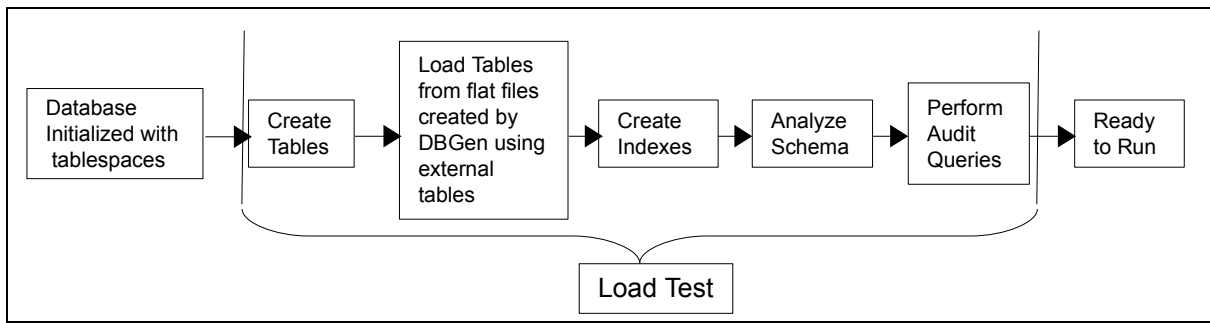 Database
Initialized with
tablespaces
Create
Tables
Load Tables
from flat files
created by
DBGen using
external
tables
Create
Indexes
Analyze
Schema
Perform
Audit
Queries
Ready
to Run
Load Test